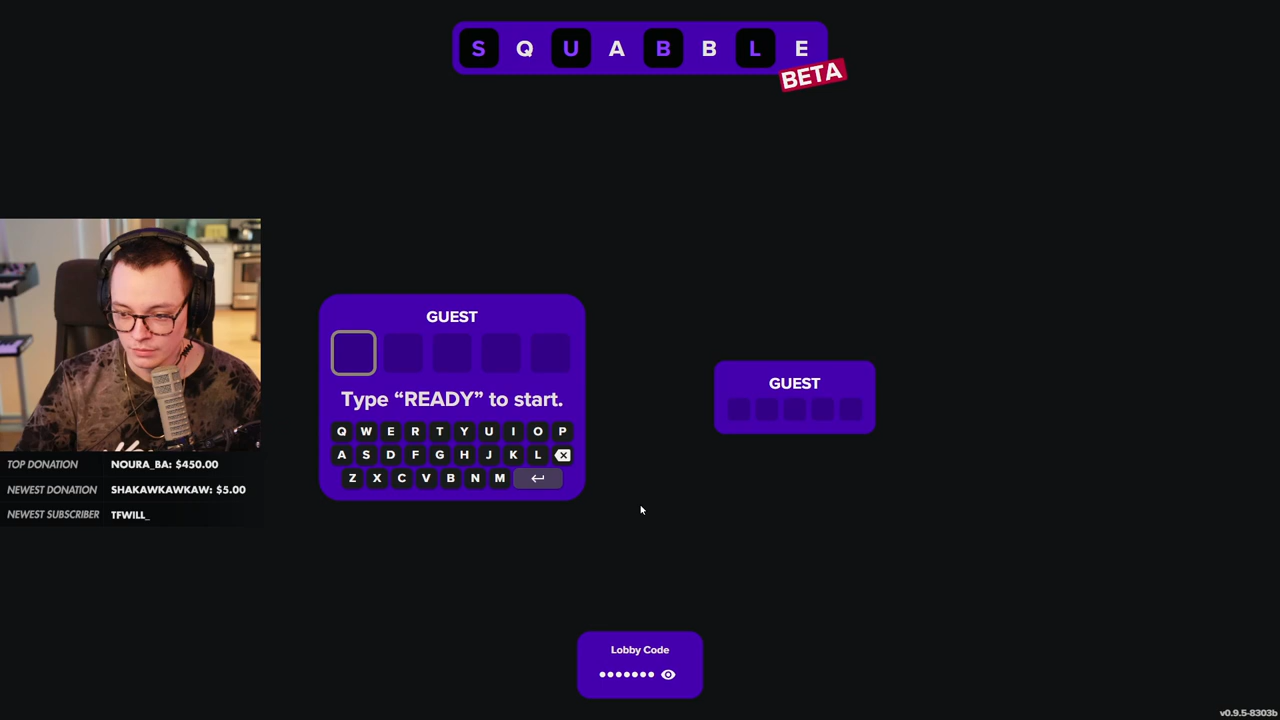 SQUABBLE
BETA
GUEST
Type “READY” to start.
Q W E R T Y U I O P
A S D F G H J K L
Z X C V B N M
GUEST
TOP DONATION NOURA_BA: $450.00
NEWEST DONATION SHAKAWKAWKAW: $5.00
NEWEST SUBSCRIBER TFWILL_
Lobby Code
•••••••
v0.9.5-8303b